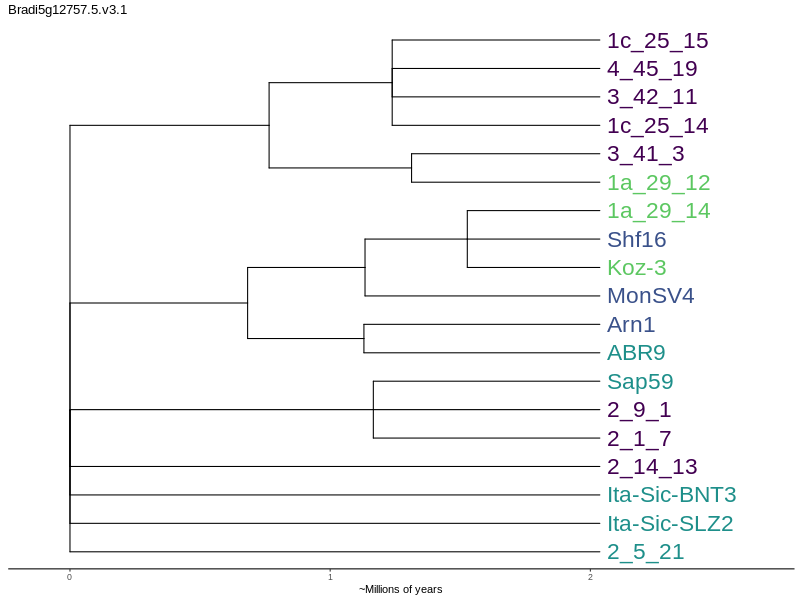 Bradi5g12757.5.v3.1
1c_25_15
4_45_19
3_42_11
1c_25_14
3_41_3
1a_29_12
1a_29_14
Shf16
Koz-3
MonSV4
Arn1
ABR9
Sap59
2_9_1
2_1_7
2_14_13
Ita-Sic-BNT3
Ita-Sic-SLZ2
2_5_21
0 1 2
~Millions of years